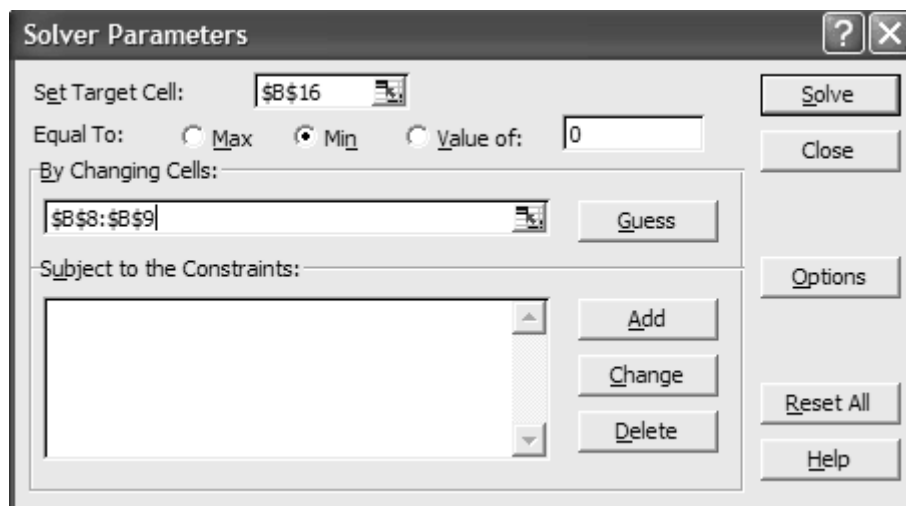 Solver Parameters
Set Target Cell: $B$16
Solve
Equal To: Max Min Value of: 0
Close
By Changing Cells:
$B$8:$B$9
Guess
Subject to the Constraints:
Options
Add
Change
Reset All
Delete
Help